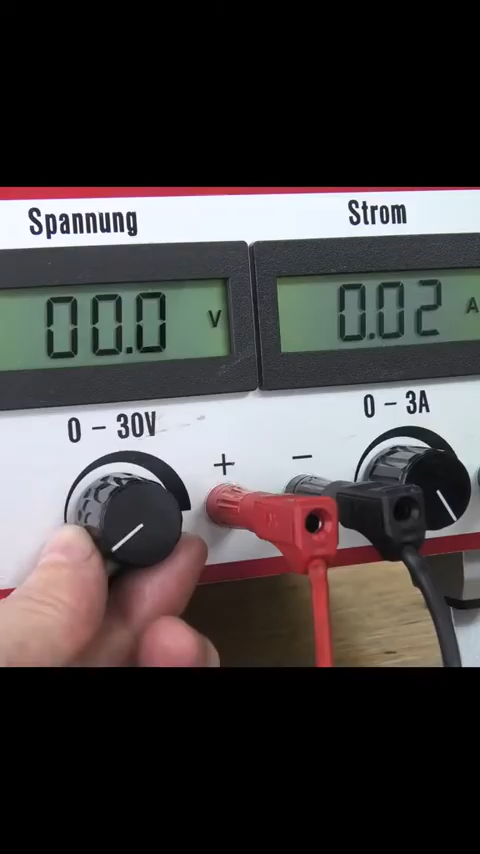 Spannung
Strom
00.0 V
0.02 A
0 – 30V
0 – 3A
+
−